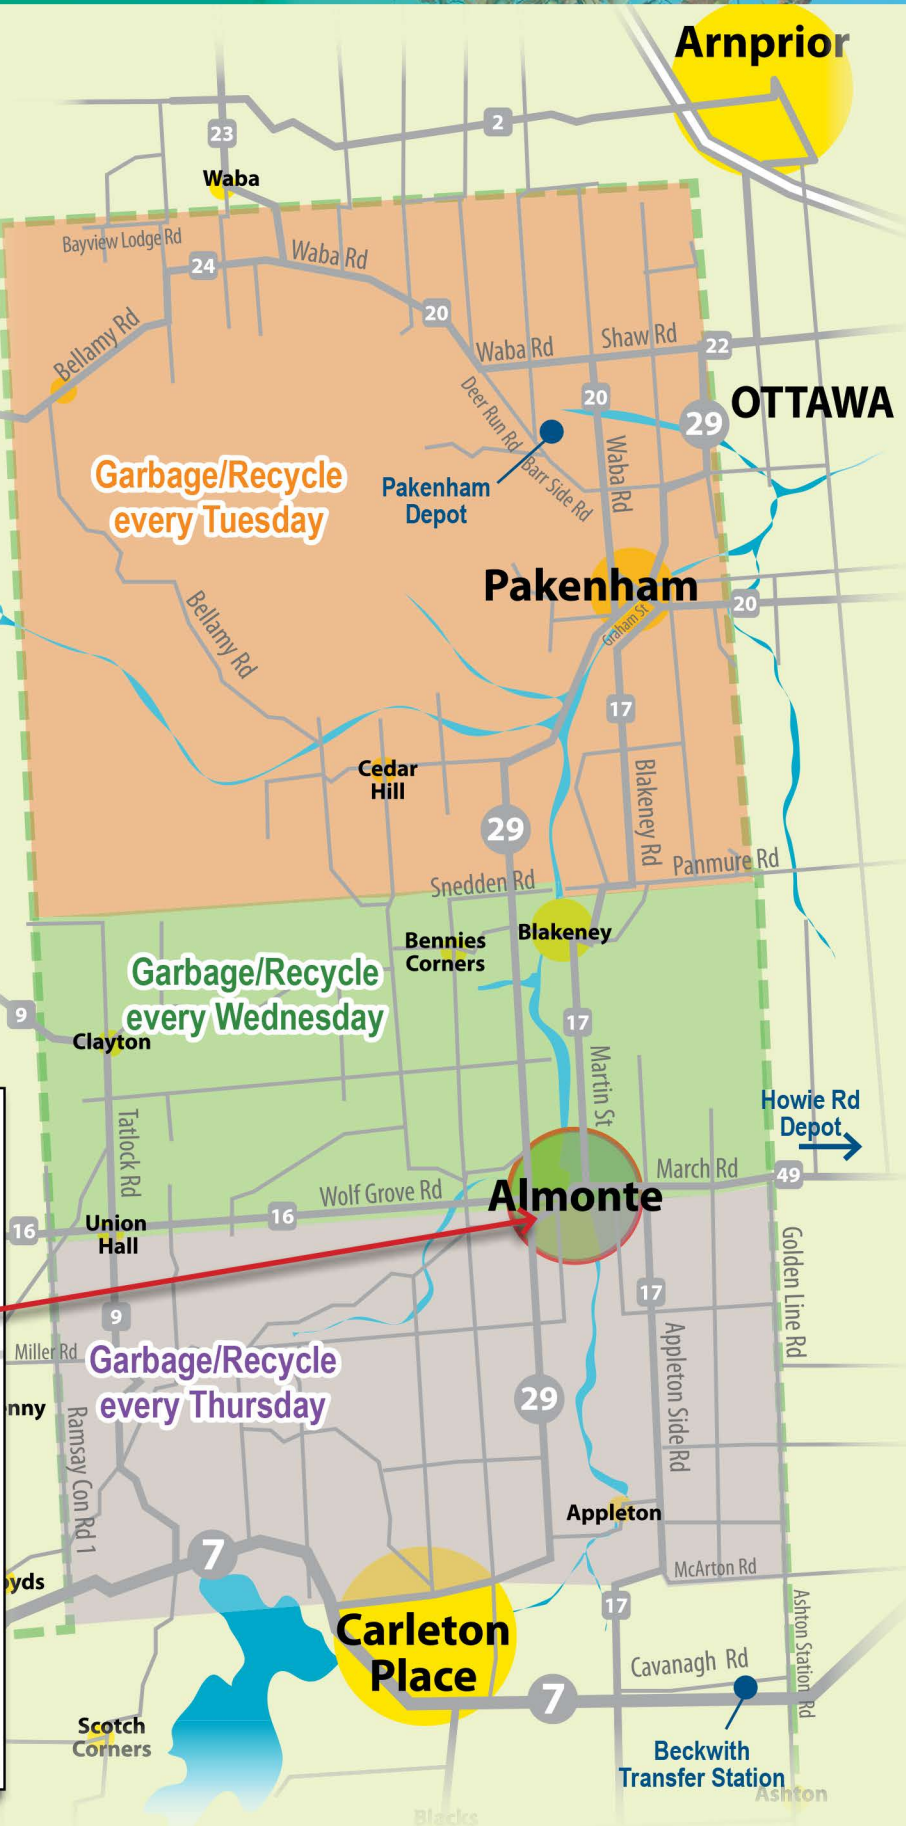 Arnprior
2
23
Waba
Bayview Lodge Rd
24
Waba Rd
20
Bellamy Rd
Waba Rd
Shaw Rd
22
Deer Run Rd
20
29
OTTAWA
Garbage/Recycle
every Tuesday
Pakenham
Depot
Barr Side Rd
Waba Rd
Pakenham
20
Graham St
Bellamy Rd
17
Cedar
Hill
Blakeney Rd
29
Panmure Rd
Snedden Rd
Blakeney
Bennies
Corners
Garbage/Recycle
every Wednesday
9
Clayton
17
Martin St
Tatlock Rd
Howie Rd
Depot
March Rd
49
Wolf Grove Rd
Almonte
16
16
Union
Hall
Golden Line Rd
17
9
Miller Rd
Garbage/Recycle
every Thursday
Appleton Side Rd
29
nny
Ramsay Con Rd 1
Appleton
7
McArton Rd
yds
17
Ashton Station Rd
Carleton
Place
Cavanagh Rd
7
Scotch
Corners
Beckwith
Transfer Station
Ashton
Blacks